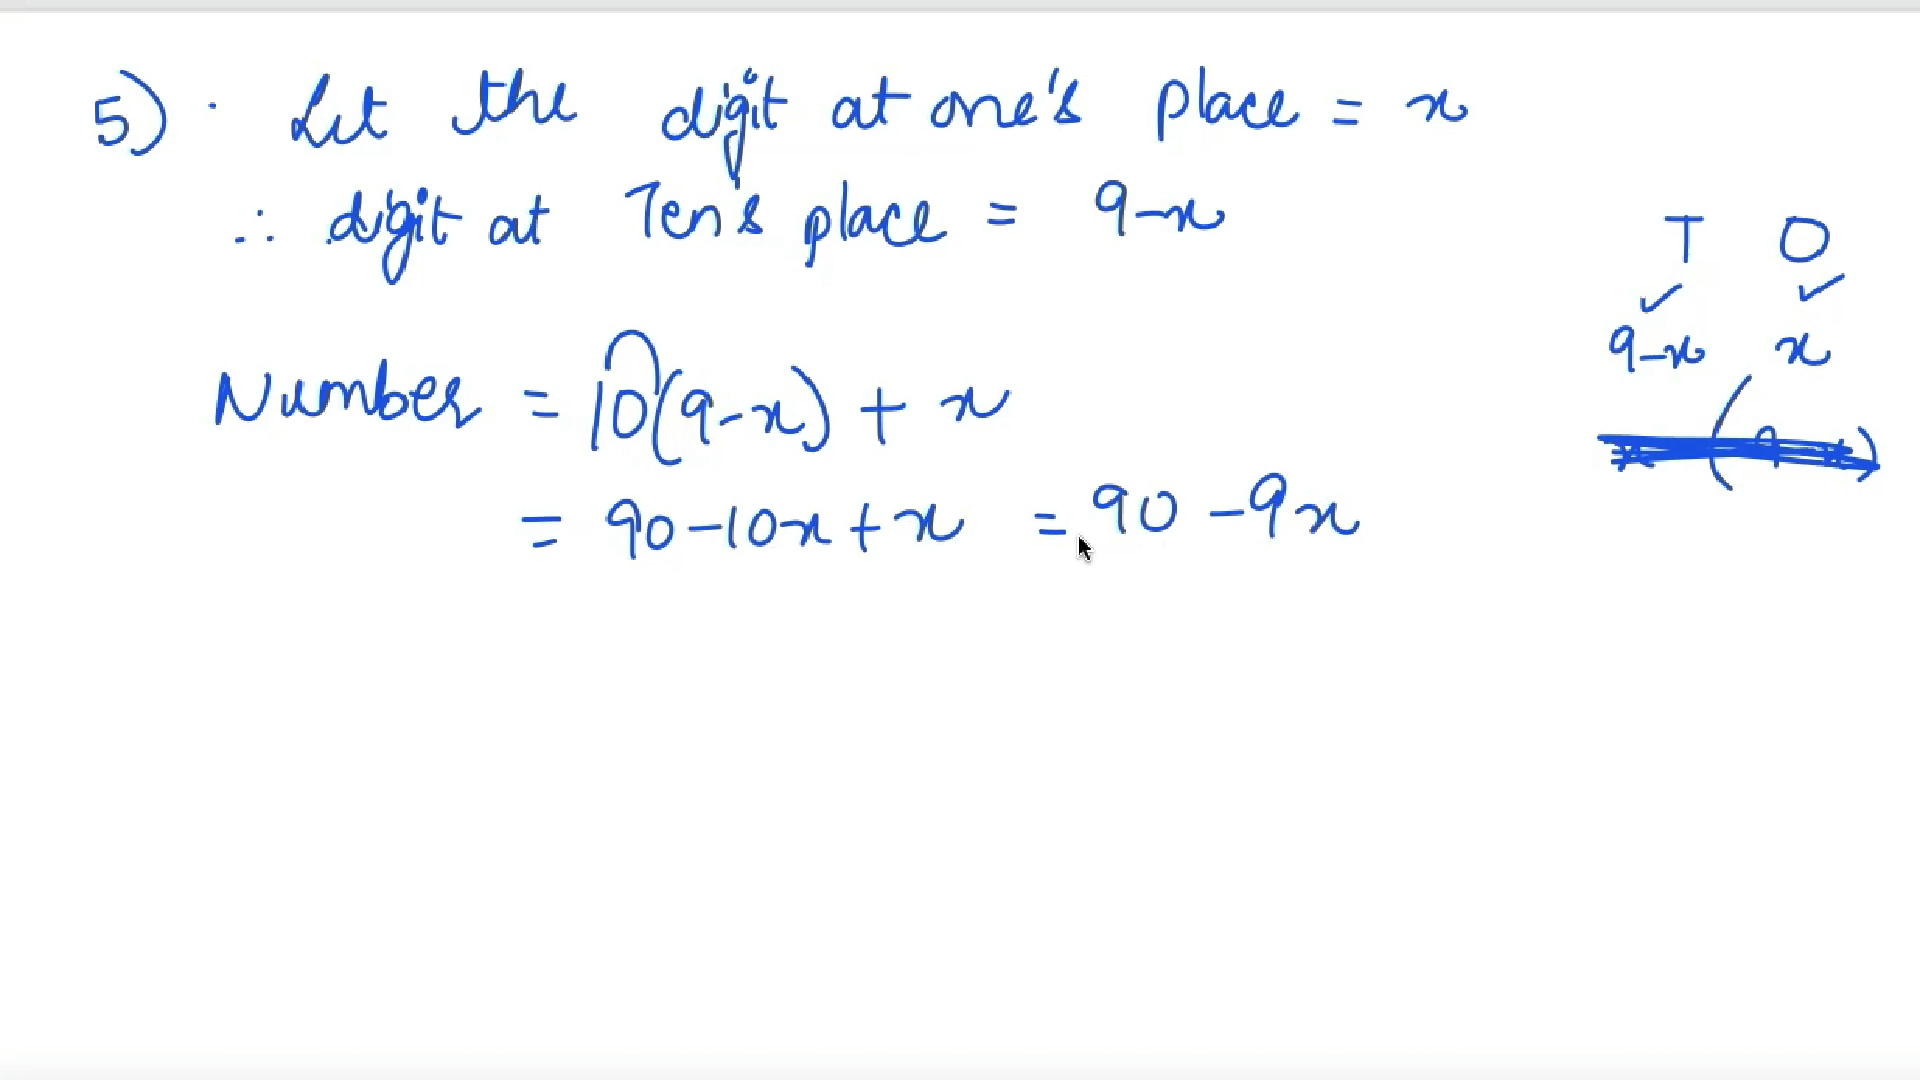 5) . Let the digit at one's place = x
∴ digit at Ten's place = 9-x
T O
✓ ✓
9-x x
Number = 10(9-x) + x
= 90-10x+x = 90 -9x